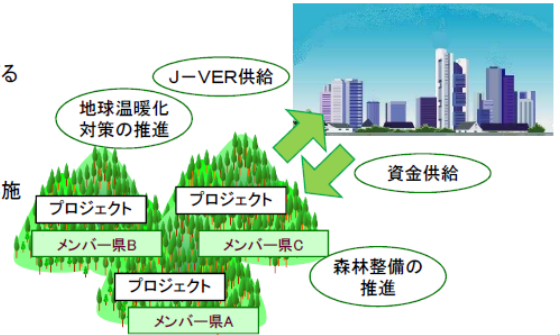 る
J－VER供給
地球温暖化
対策の推進
資金供給
施
プロジェクト
プロジェクト
メンバー県B
メンバー県C
森林整備の
推進
プロジェクト
メンバー県A